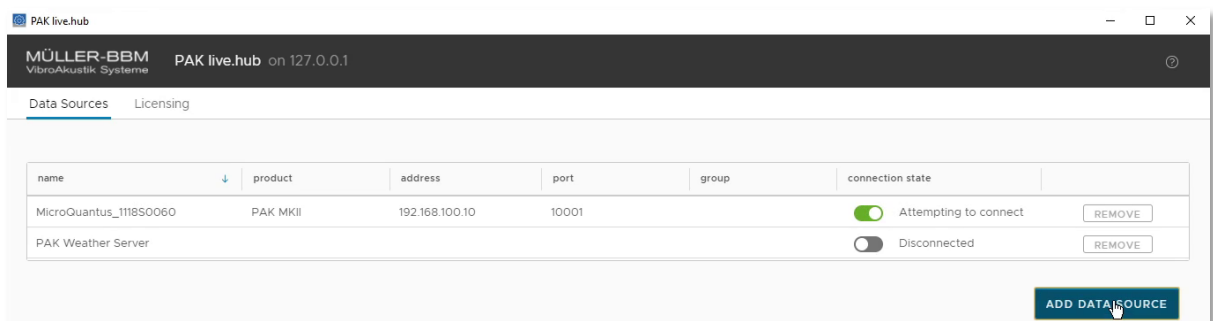 PAK live.hub
MÜLLER-BBM
VibroAkustik Systeme
PAK live.hub on 127.0.0.1
Data Sources Licensing
name product address port group connection state
MicroQuantus_1118S0060 PAK MKII 192.168.100.10 10001 Attempting to connect REMOVE
PAK Weather Server Disconnected REMOVE
ADD DATA SOURCE